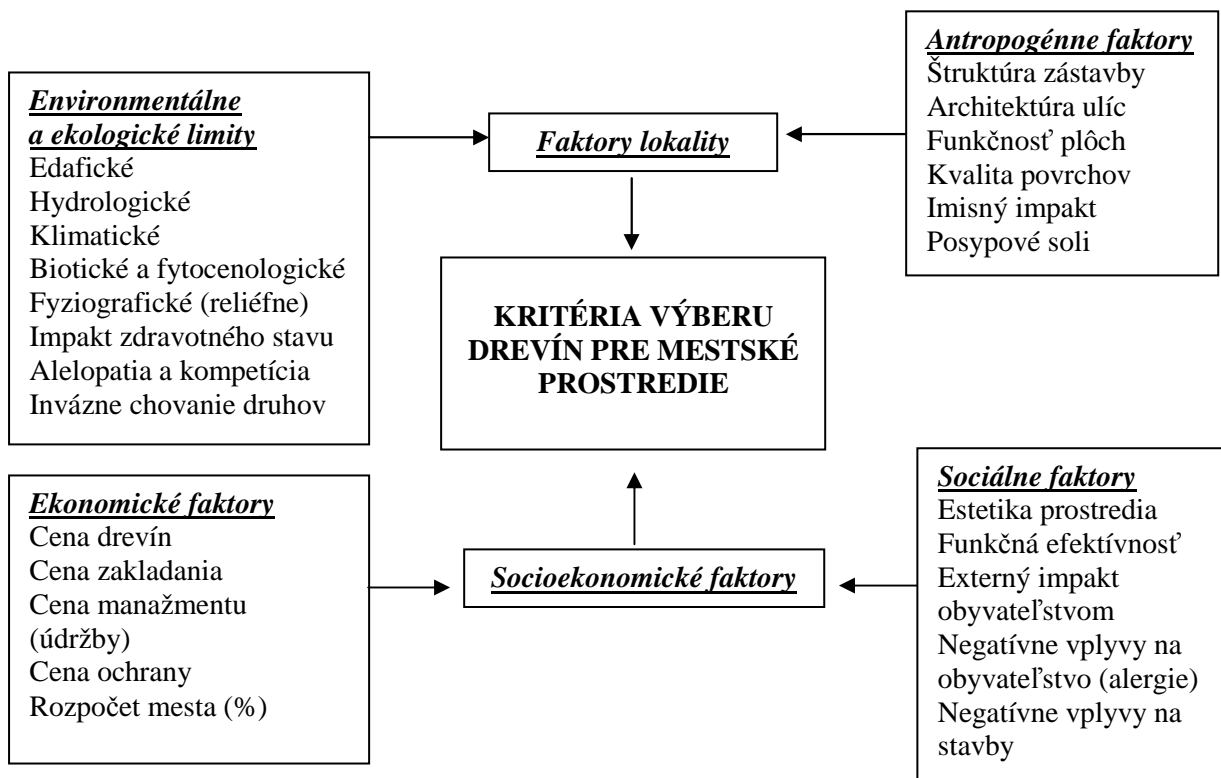 Environmentálne
a ekologické limity
Edafické
Hydrologické
Klimatické
Biotické a fytocenologické
Fyziografické (reliéfne)
Impakt zdravotného stavu
Alelopatia a kompetícia
Invázne chovanie druhov
Faktory lokality
Antropogénne faktory
Štruktúra zástavby
Architektúra ulíc
Funkčnosť plôch
Kvalita povrchov
Imisný impakt
Posypové soli
KRITÉRIA VÝBERU
DREVÍN PRE MESTSKÉ
PROSTREDIE
Ekonomické faktory
Cena drevín
Cena zakladania
Cena manažmentu
(údržby)
Cena ochrany
Rozpočet mesta (%)
Socioekonomické faktory
Sociálne faktory
Estetika prostredia
Funkčná efektívnosť
Externý impakt
obyvateľstvom
Negatívne vplyvy na
obyvateľstvo (alergie)
Negatívne vplyvy na
stavby